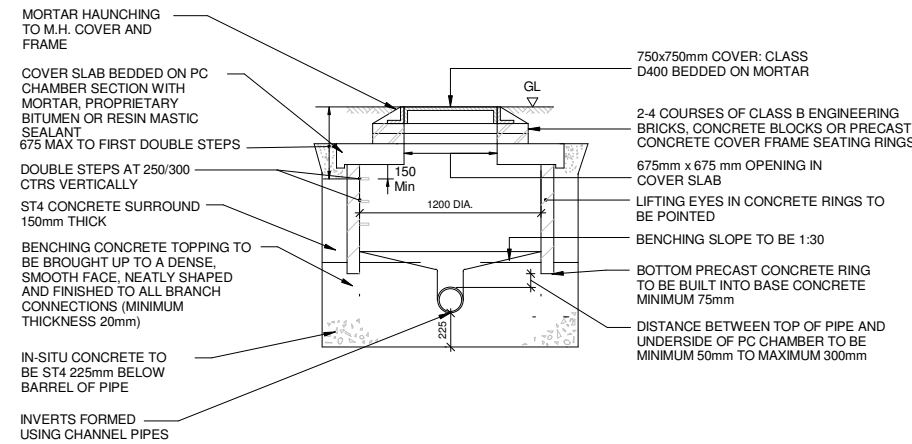 MORTAR HAUNCHING
TO M.H. COVER AND
FRAME
COVER SLAB BEDDED ON PC
CHAMBER SECTION WITH
MORTAR, PROPRIETARY
BITUMEN OR RESIN MASTIC
SEALANT
675 MAX TO FIRST DOUBLE STEPS
DOUBLE STEPS AT 250/300
CTRS VERTICALLY
ST4 CONCRETE SURROUND
150mm THICK
BENCHING CONCRETE TOPPING TO
BE BROUGHT UP TO A DENSE,
SMOOTH FACE, NEATLY SHAPED
AND FINISHED TO ALL BRANCH
CONNECTIONS (MINIMUM
THICKNESS 20mm)
IN-SITU CONCRETE TO
BE ST4 225mm BELOW
BARREL OF PIPE
INVERTS FORMED
USING CHANNEL PIPES
GL
150
Min
1200 DIA.
225
750x750mm COVER: CLASS
D400 BEDDED ON MORTAR
2-4 COURSES OF CLASS B ENGINEERING
BRICKS, CONCRETE BLOCKS OR PRECAST
CONCRETE COVER FRAME SEATING RINGS
675mm x 675 mm OPENING IN
COVER SLAB
LIFTING EYES IN CONCRETE RINGS TO
BE POINTED
BENCHING SLOPE TO BE 1:30
BOTTOM PRECAST CONCRETE RING
TO BE BUILT INTO BASE CONCRETE
MINIMUM 75mm
DISTANCE BETWEEN TOP OF PIPE AND
UNDERSIDE OF PC CHAMBER TO BE
MINIMUM 50mm TO MAXIMUM 300mm